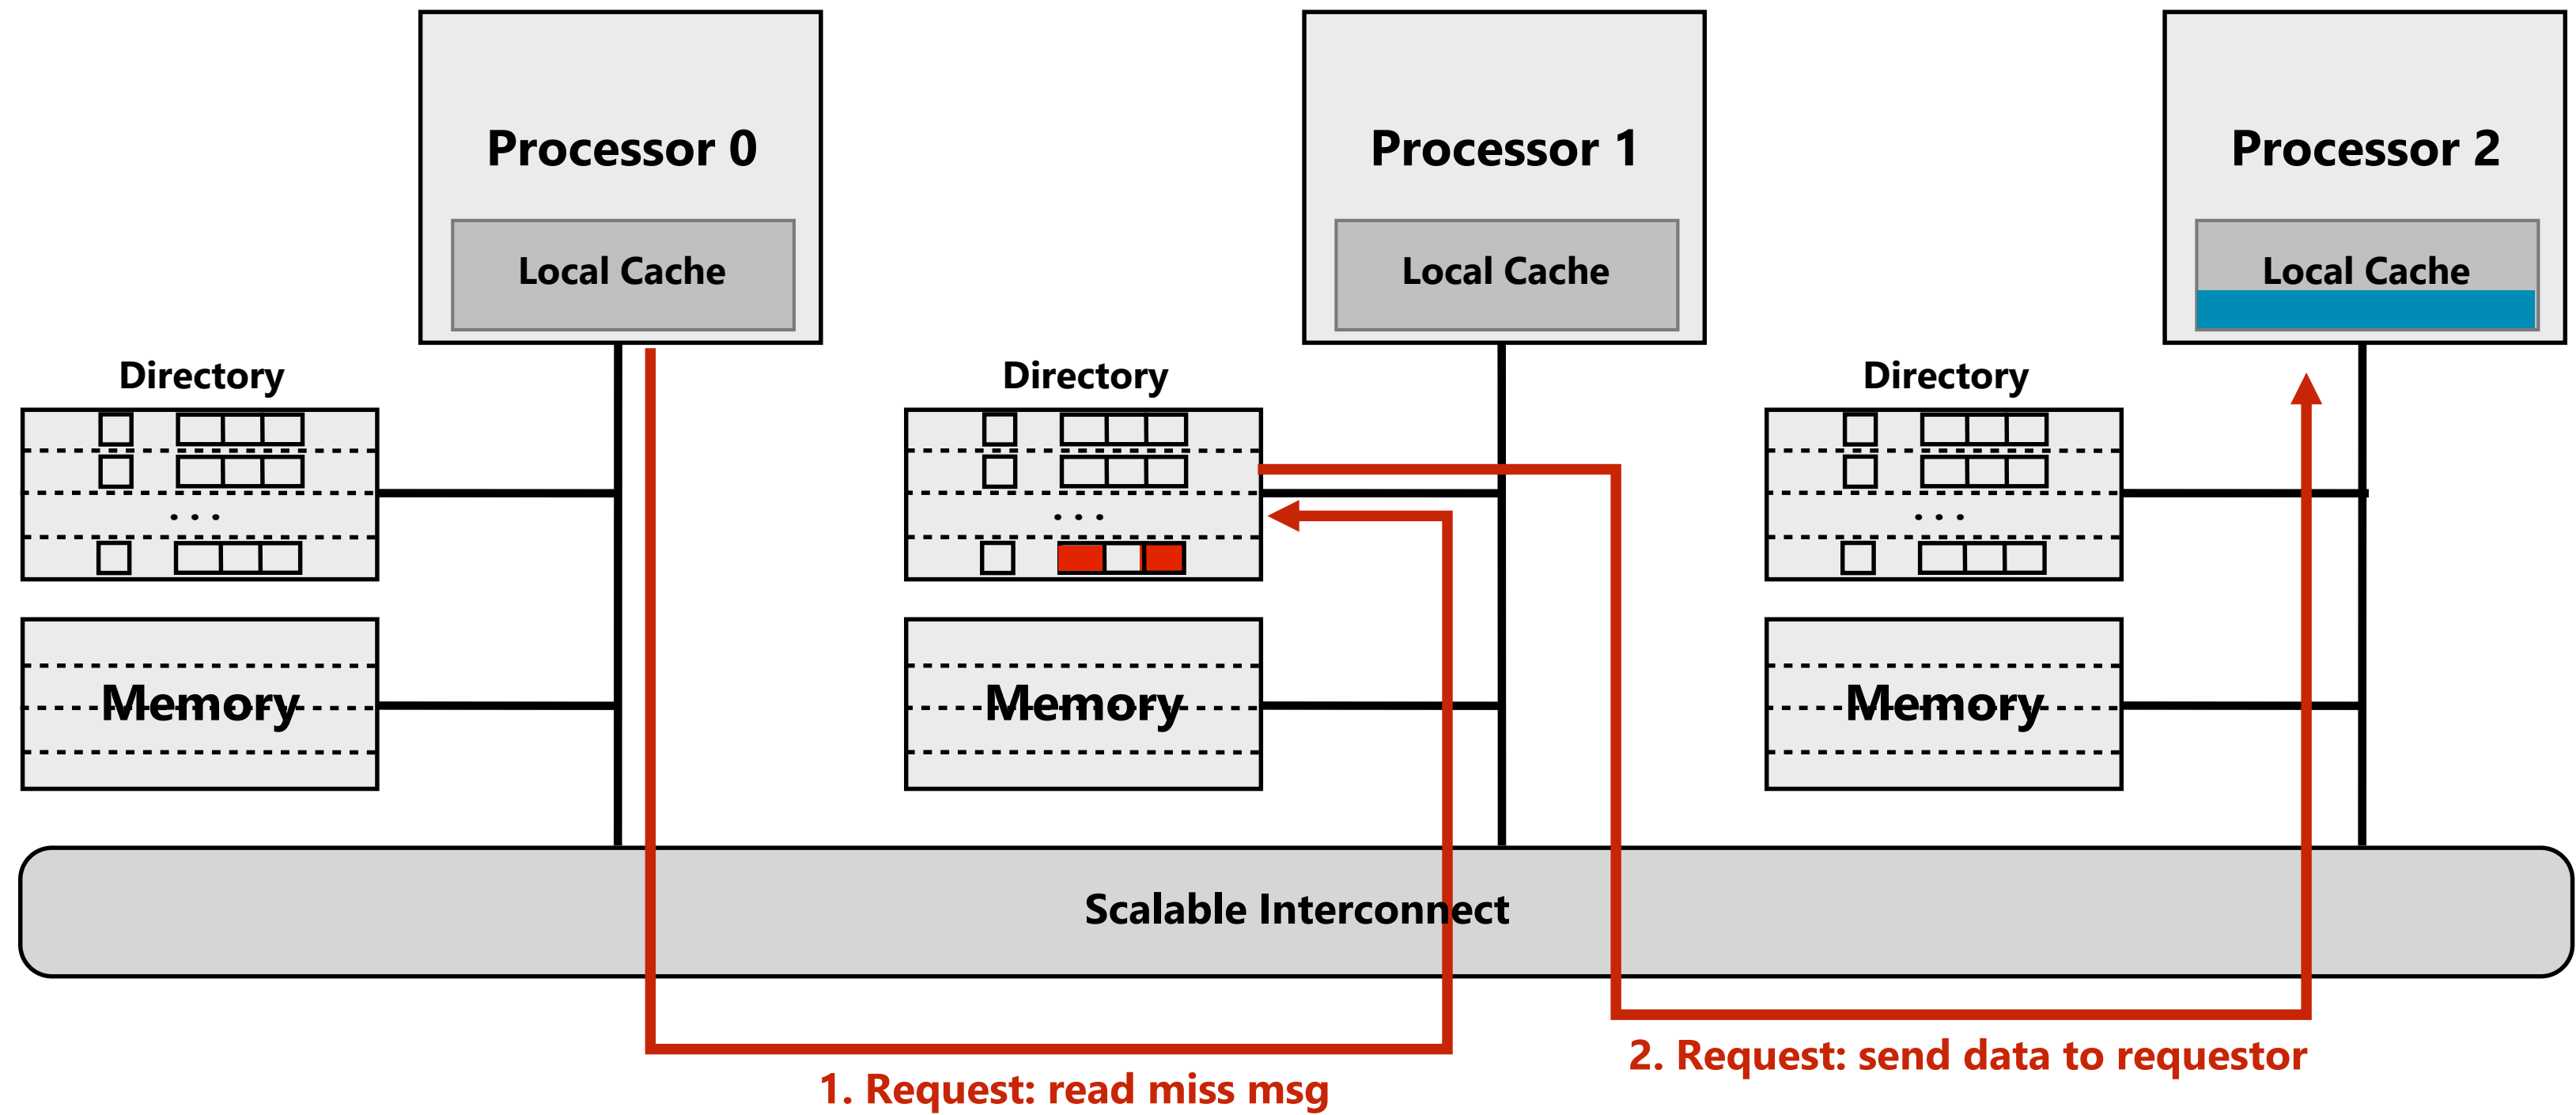 Processor 0
Processor 1
Processor 2
Local Cache
Local Cache
Local Cache
Directory
Directory
Directory
. . .
. . .
. . .
Memory
Memory
Memory
Scalable Interconnect
2. Request: send data to requestor
1. Request: read miss msg